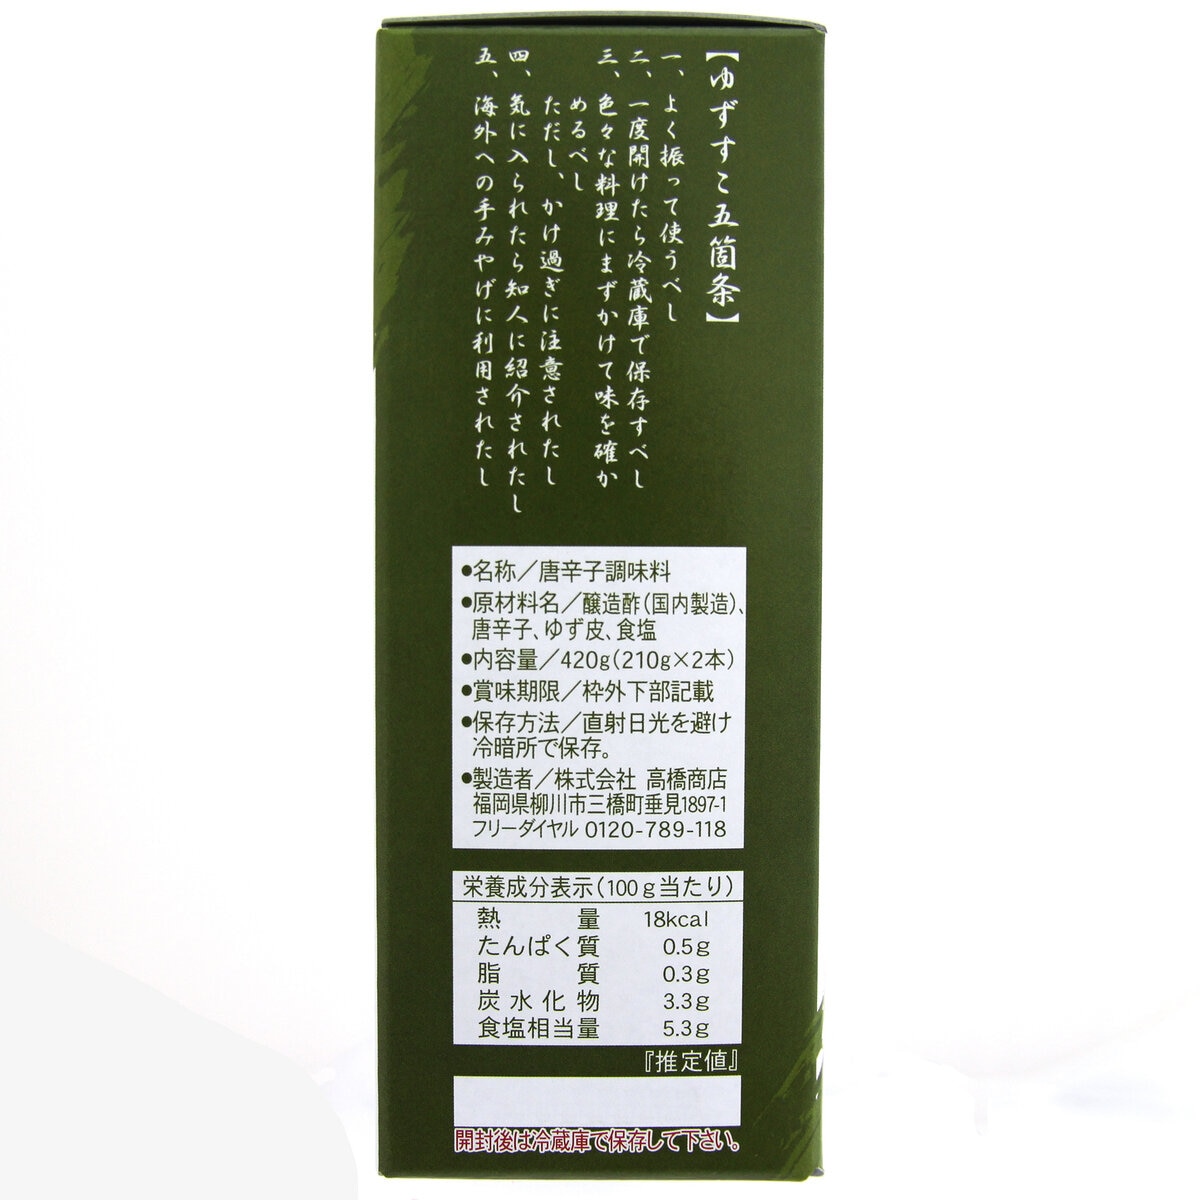 【ゆずすこ五箇条】
一、よく振って使うべし
二、一度開けたら冷蔵庫で保存すべし
三、色々な料理にまずかけて味を確か
めるべし
ただし、かけ過ぎに注意されたし
四、気に入られたら知人に紹介されたし
五、海外への手みやげに利用されたし
●名称／唐辛子調味料
●原材料名／醸造酢(国内製造)、
唐辛子、ゆず皮、食塩
●内容量／420g(210g×2本)
●賞味期限／枠外下部記載
●保存方法／直射日光を避け
冷暗所で保存。
●製造者／株式会社 高橋商店
福岡県柳川市三橋町垂見1897-1
フリーダイヤル 0120-789-118
栄養成分表示(100g当たり)
熱量 18kcal
たんぱく質 0.5g
脂質 0.3g
炭水化物 3.3g
食塩相当量 5.3g
『推定値』
開封後は冷蔵庫で保存して下さい。